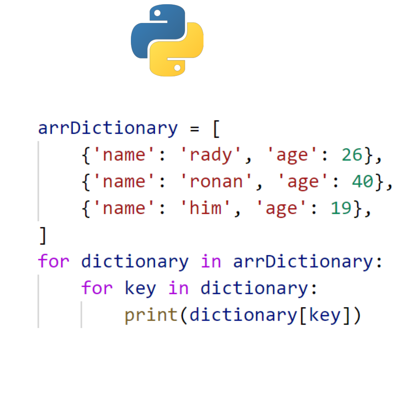 arrDictionary = [
    {'name': 'rady', 'age': 26},
    {'name': 'ronan', 'age': 40},
    {'name': 'him', 'age': 19},
]
for dictionary in arrDictionary:
    for key in dictionary:
        print(dictionary[key])